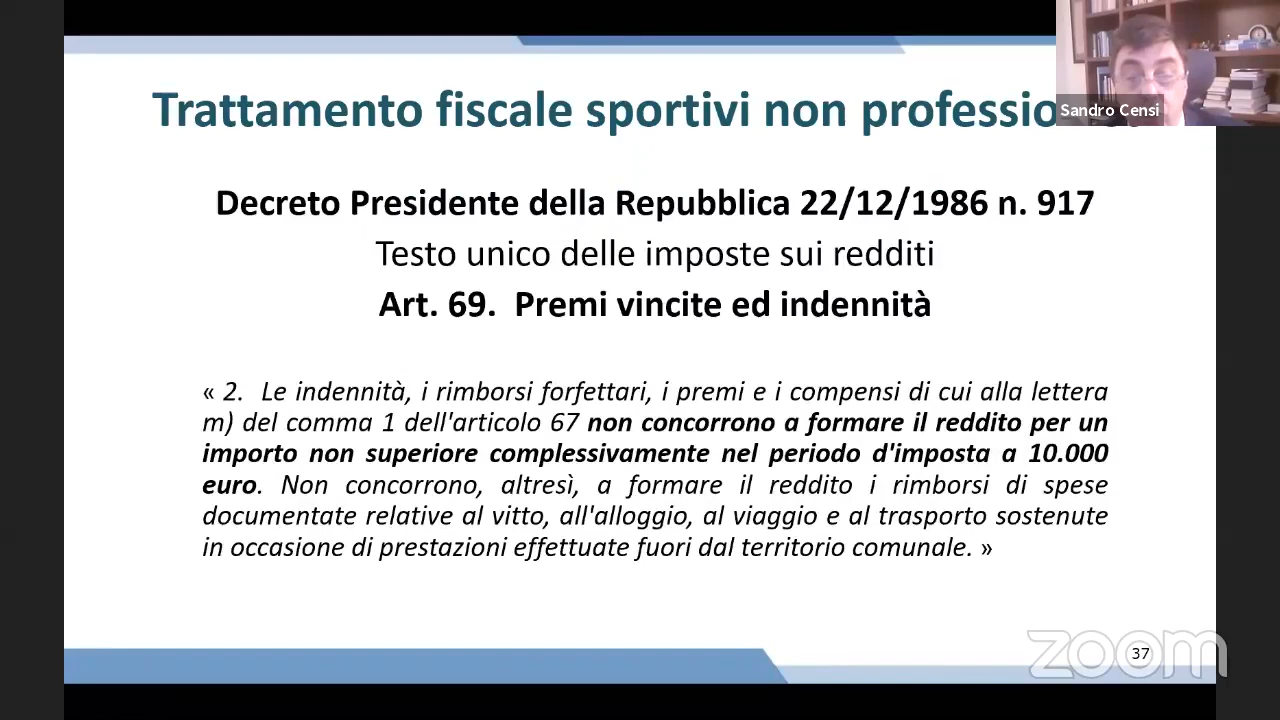 Trattamento fiscale sportivi non
Sandro Censi
Decreto Presidente della Repubblica 22/12/1986 n. 917
Testo unico delle imposte sui redditi
Art. 69. Premi vincite ed indennità
« 2. Le indennità, i rimborsi forfettari, i premi e i compensi di cui alla lettera
m) del comma 1 dell'articolo 67 non concorrono a formare il reddito per un
importo non superiore complessivamente nel periodo d'imposta a 10.000
euro. Non concorrono, altresì, a formare il reddito i rimborsi di spese
documentate relative al vitto, all'alloggio, al viaggio e al trasporto sostenute
in occasione di prestazioni effettuate fuori dal territorio comunale. »
zoom
37